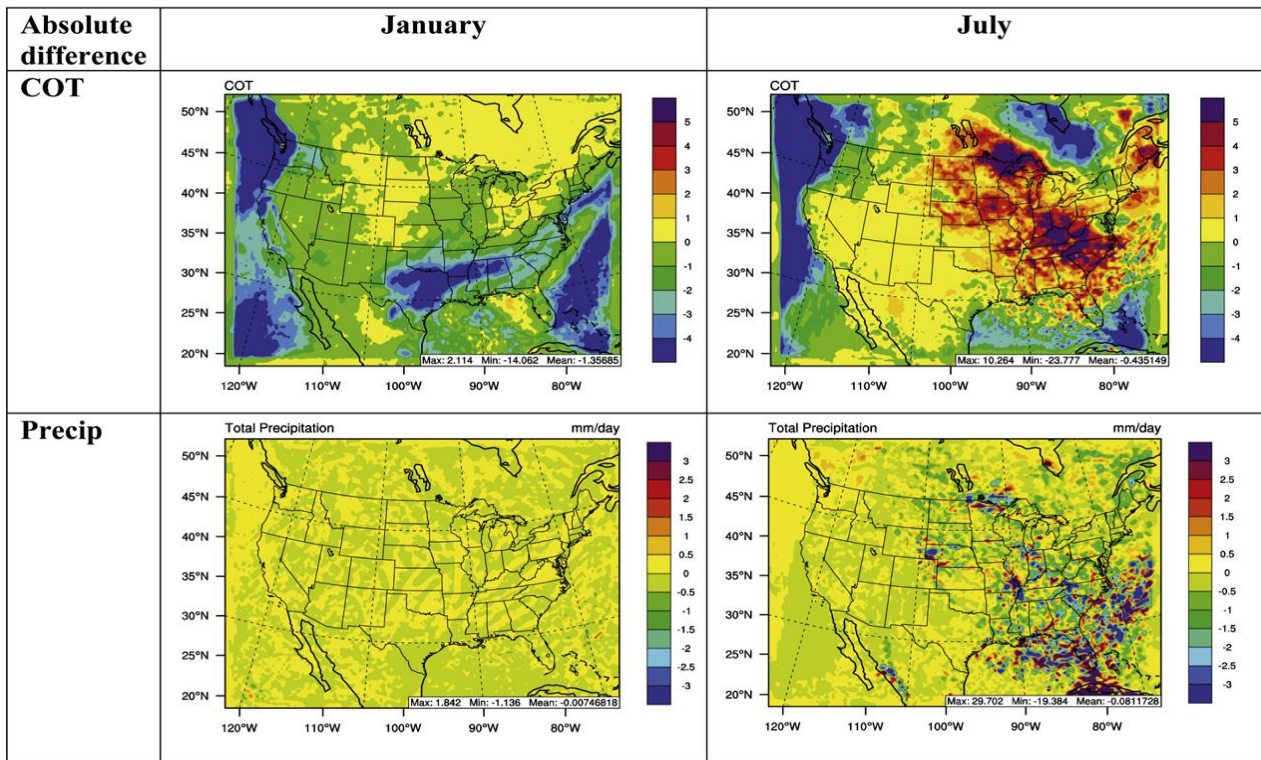 Absolute difference
January
July
COT
COT
50°N
45°N
40°N
35°N
30°N
25°N
20°N
120°W 110°W 100°W 90°W 80°W
5
4
3
2
1
0
-1
-2
-3
-4
Max: 2.114 Min: -14.062 Mean: -1.35685
COT
50°N
45°N
40°N
35°N
30°N
25°N
20°N
120°W 110°W 100°W 90°W 80°W
5
4
3
2
1
0
-1
-2
-3
-4
Max: 10.264 Min: -23.777 Mean: -0.435149
Precip
Total Precipitation mm/day
50°N
45°N
40°N
35°N
30°N
25°N
20°N
120°W 110°W 100°W 90°W 80°W
3
2.5
2
1.5
1
0.5
0
-0.5
-1
-1.5
-2
-2.5
-3
Max: 1.842 Min: -1.136 Mean: -0.00746818
Total Precipitation mm/day
50°N
45°N
40°N
35°N
30°N
25°N
20°N
120°W 110°W 100°W 90°W 80°W
3
2.5
2
1.5
1
0.5
0
-0.5
-1
-1.5
-2
-2.5
-3
Max: 29.702 Min: -19.384 Mean: -0.0811728